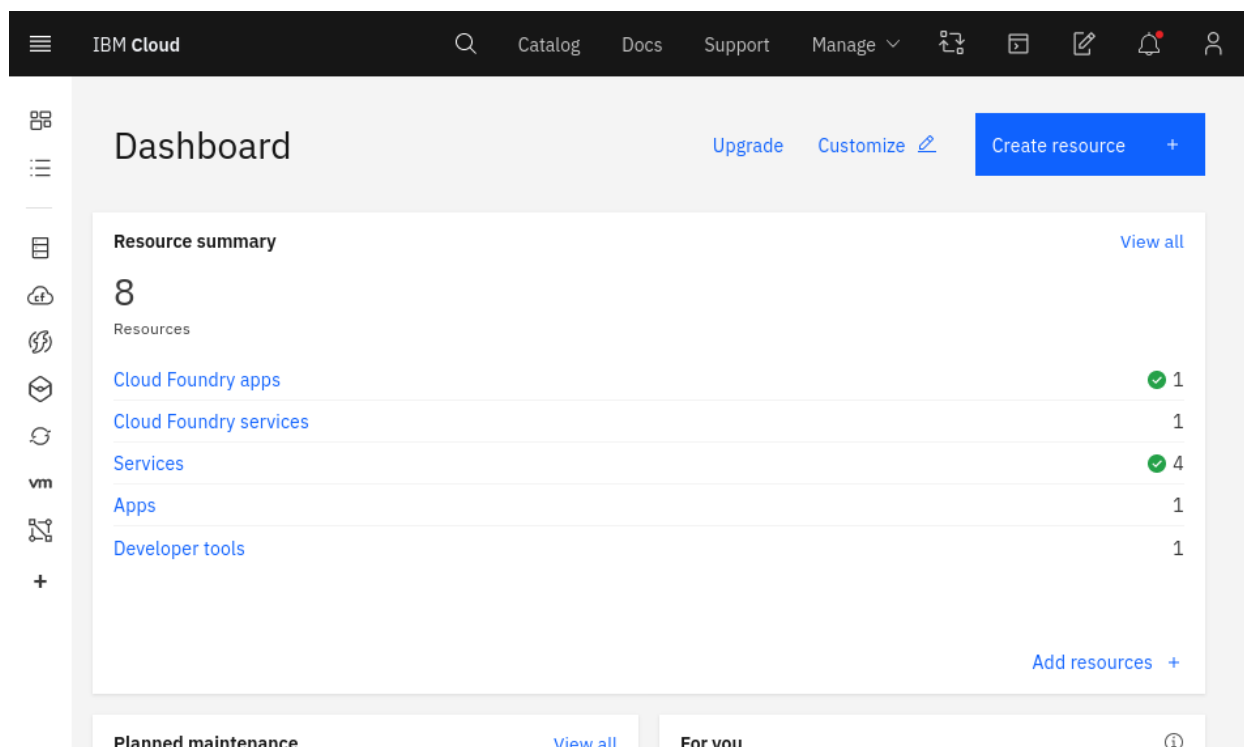 IBM Cloud Catalog Docs Support Manage
Dashboard Upgrade Customize Create resource +
Resource summary View all
8
Resources
Cloud Foundry apps 1
cf
Cloud Foundry services 1
Services 4
vm
Apps 1
Developer tools 1
+
Add resources +
Planned maintenance View all For you